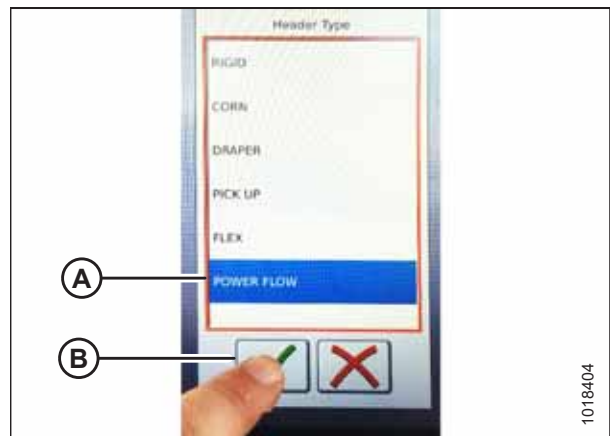 Header Type
RIGID
CORN
DRAPER
PICK UP
FLEX
POWER FLOW
A
B
1018404